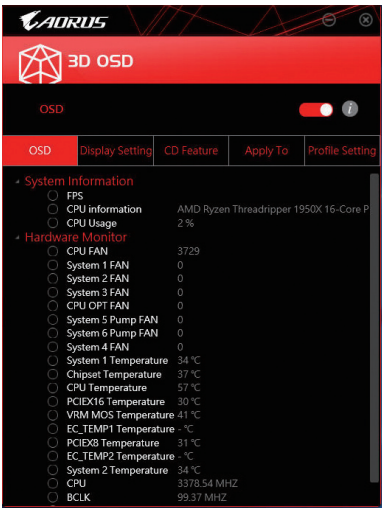 AORUS
3D OSD
OSD
OSD Display Setting CD Feature Apply To Profile Setting
System Information
FPS
CPU information AMD Ryzen Threadripper 1950X 16-Core P
CPU Usage 2 %
Hardware Monitor
CPU FAN 3729
System 1 FAN 0
System 2 FAN 0
System 3 FAN 0
CPU OPT FAN 0
System 5 Pump FAN 0
System 6 Pump FAN 0
System 4 FAN 0
System 1 Temperature 34 ℃
Chipset Temperature 37 ℃
CPU Temperature 57 ℃
PCIEX16 Temperature 30 ℃
VRM MOS Temperature 41 ℃
EC_TEMP1 Temperature - ℃
PCIEX8 Temperature 31 ℃
EC_TEMP2 Temperature - ℃
System 2 Temperature 34 ℃
CPU 3378.54 MHZ
BCLK 99.37 MHZ